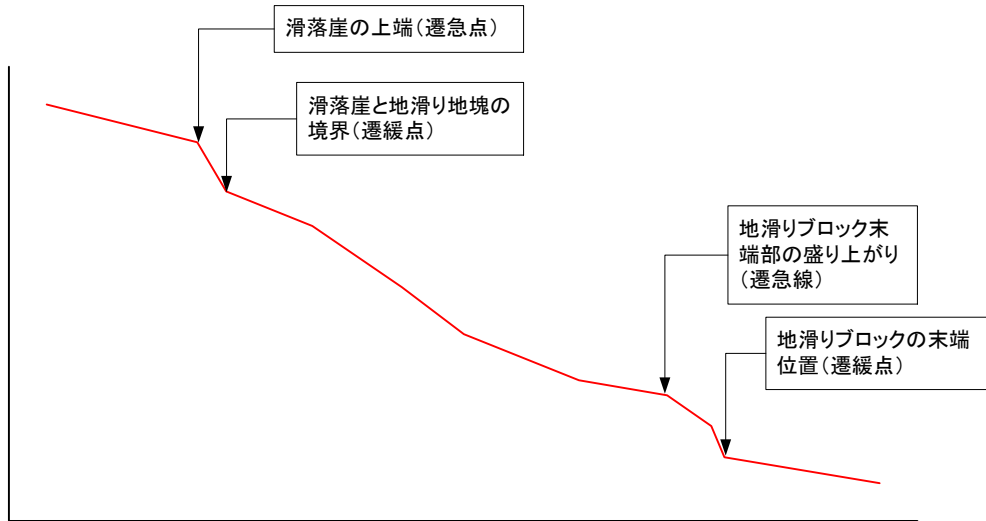 滑落崖の上端（遷急点）
滑落崖と地滑り地塊の
境界（遷緩点）
地滑りブロック末
端部の盛り上がり
（遷急線）
地滑りブロックの末端
位置（遷緩点）